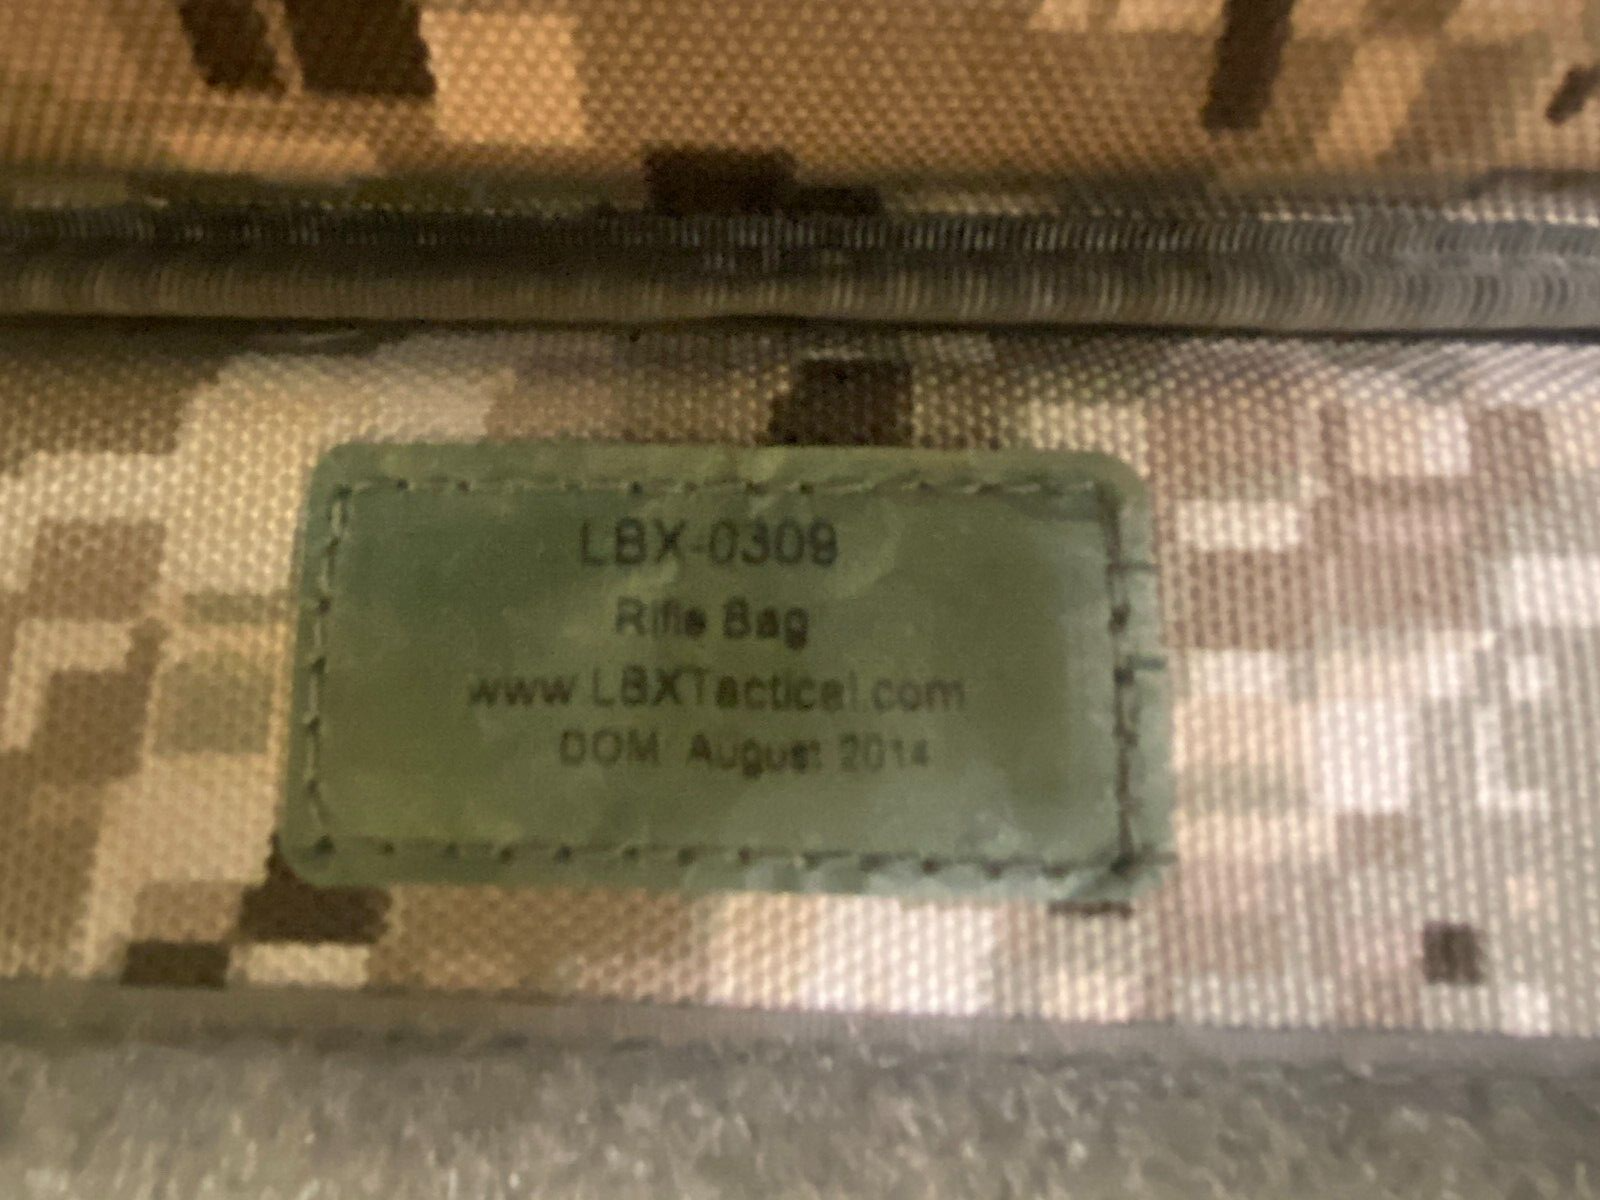 LBX-0309
Rifle Bag
www.LBXTactical.com
DOM August 2014